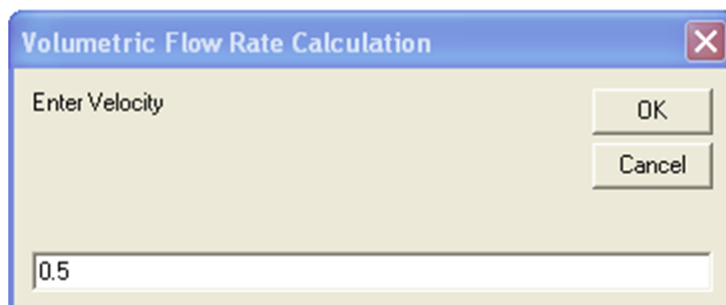 Volumetric Flow Rate Calculation
Enter Velocity
OK
Cancel
0.5